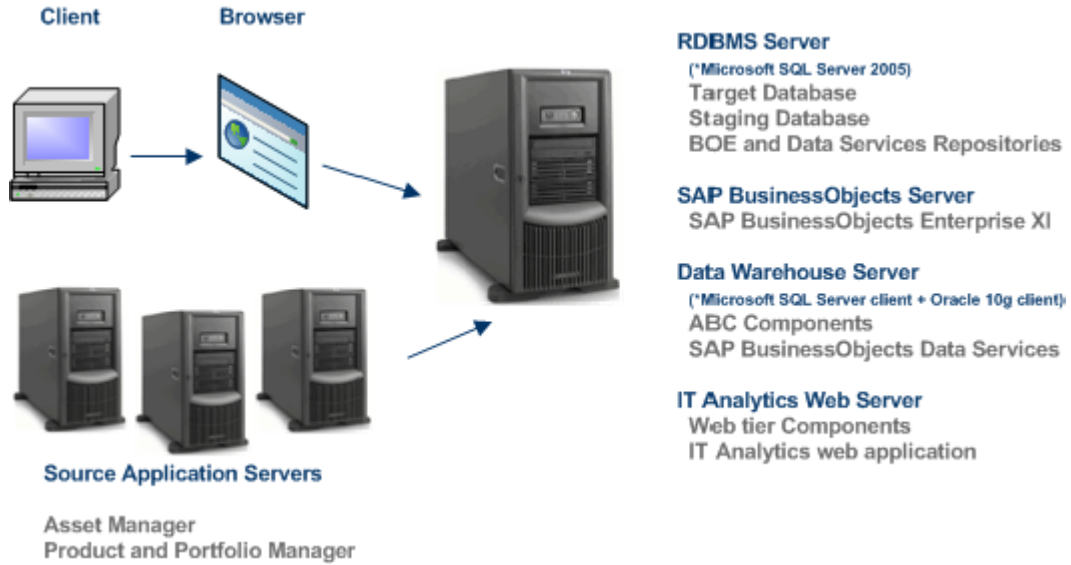 Client
Browser
RDBMS Server
(*Microsoft SQL Server 2005)
Target Database
Staging Database
BOE and Data Services Repositories
SAP BusinessObjects Server
SAP BusinessObjects Enterprise XI
Data Warehouse Server
(*Microsoft SQL Server client + Oracle 10g client)
ABC Components
SAP BusinessObjects Data Services
IT Analytics Web Server
Web tier Components
IT Analytics web application
Source Application Servers
Asset Manager
Product and Portfolio Manager